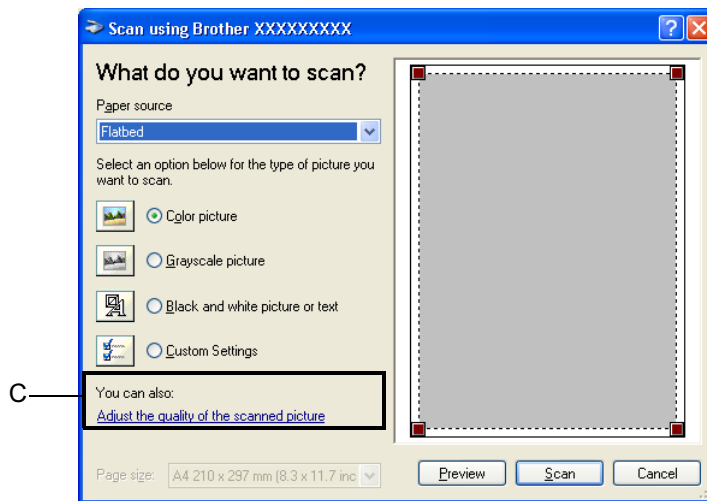 Scan using Brother XXXXXXXXX
What do you want to scan?
Paper source
Flatbed
Select an option below for the type of picture you
want to scan.
Color picture
Grayscale picture
Black and white picture or text
Custom Settings
C
You can also:
Adjust the quality of the scanned picture
Page size: A4 210 x 297 mm (8.3 x 11.7 inc
Preview Scan Cancel